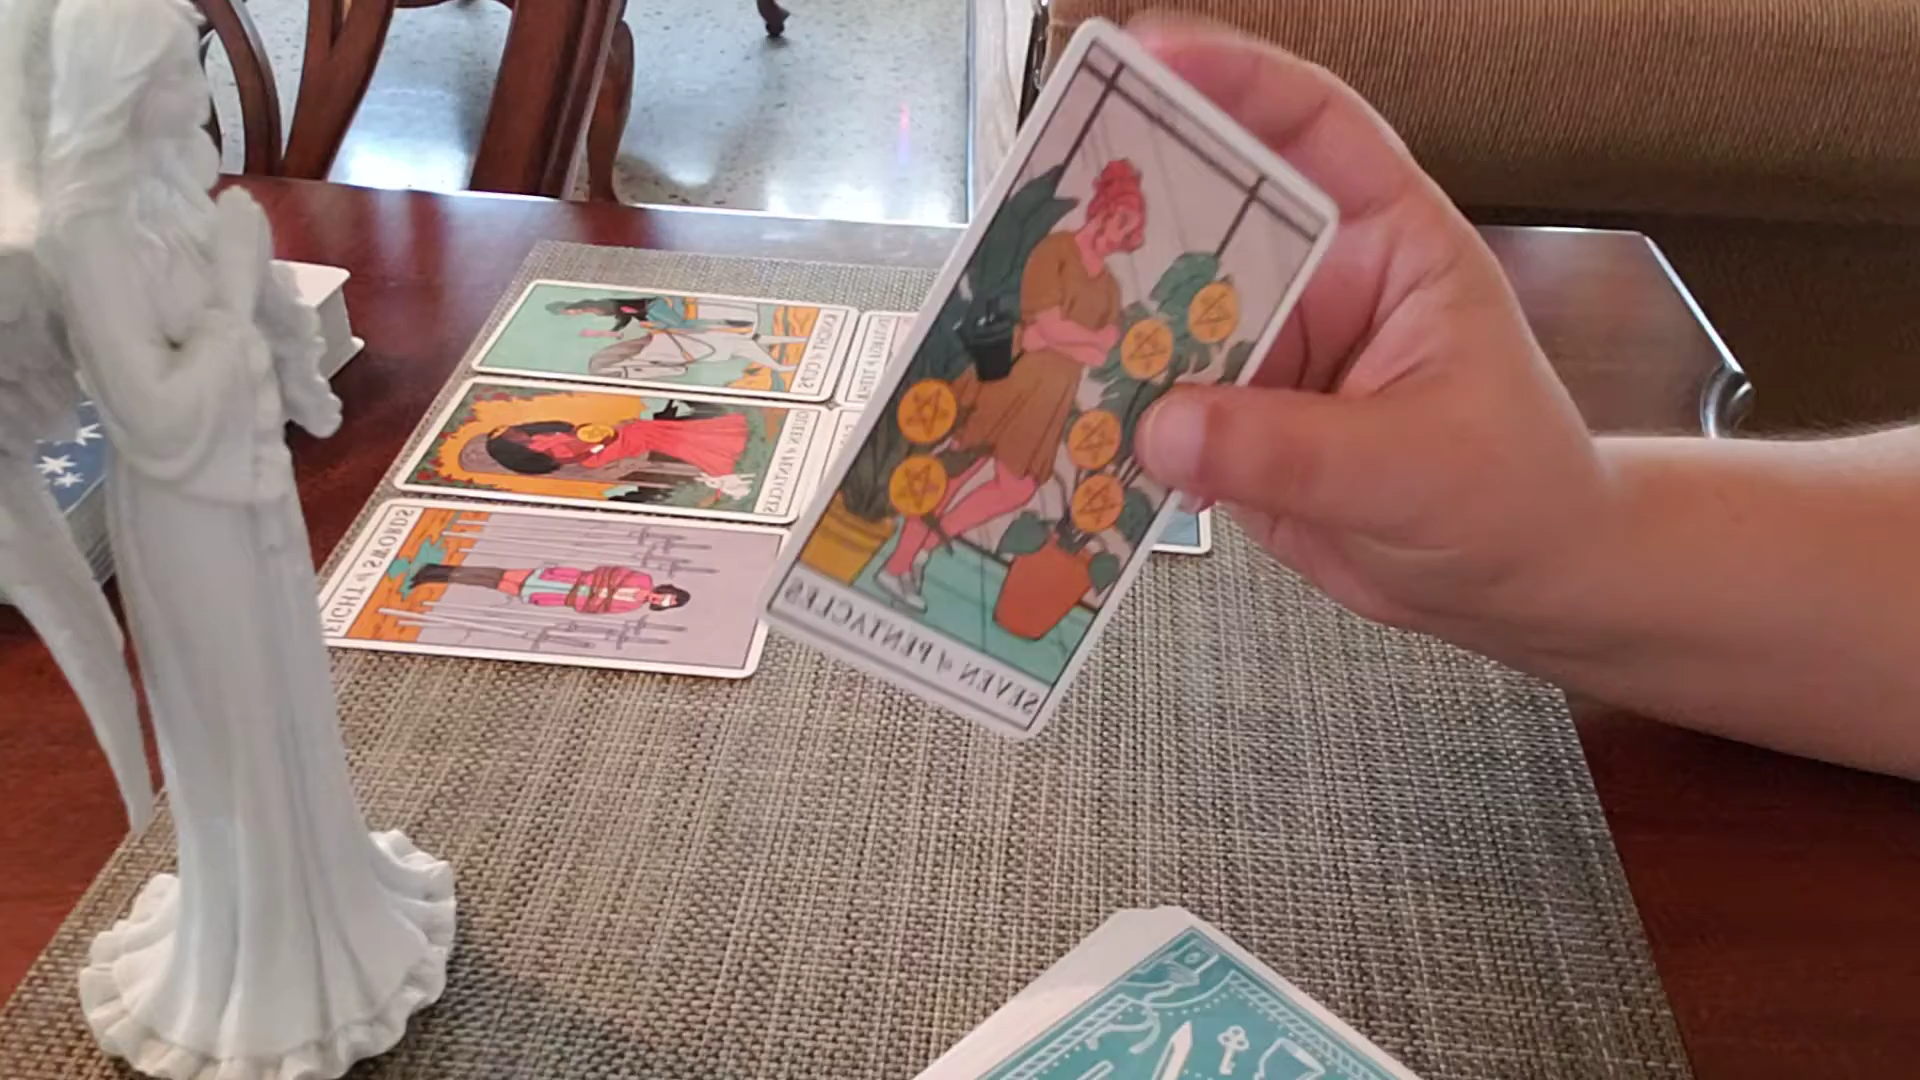 KNIGHT of CUPS
QUEEN of PENTACLES
EIGHT of SWORDS
SEVEN of PENTACLES